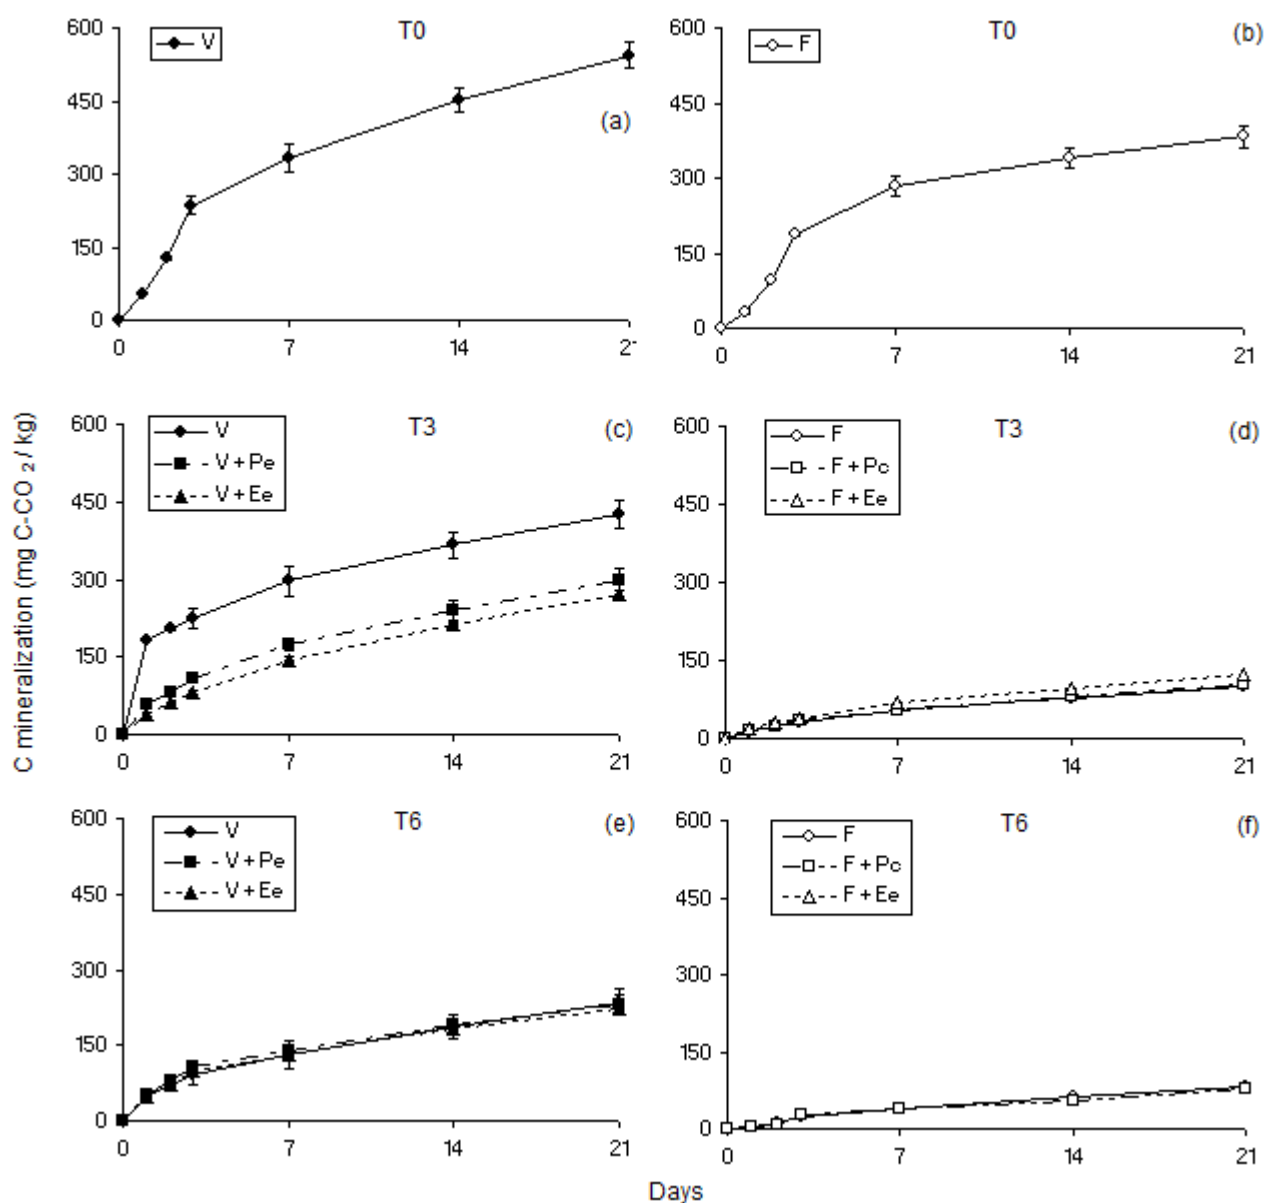 C mineralization (mg C-CO 2 / kg)
T0
V
(a)
600
450
300
150
0
0 7 14 21
T0
(b)
F
600
450
300
150
0
0 7 14 21
T3
(c)
V
V + Pe
V + Ee
600
450
300
150
0
0 7 14 21
T3
(d)
F
F + Pc
F + Ee
600
450
300
150
0
0 7 14 21
T6
(e)
V
V + Pe
V + Ee
600
450
300
150
0
0 7 14 21
T6
(f)
F
F + Pc
F + Ee
600
450
300
150
0
0 7 14 21
Days